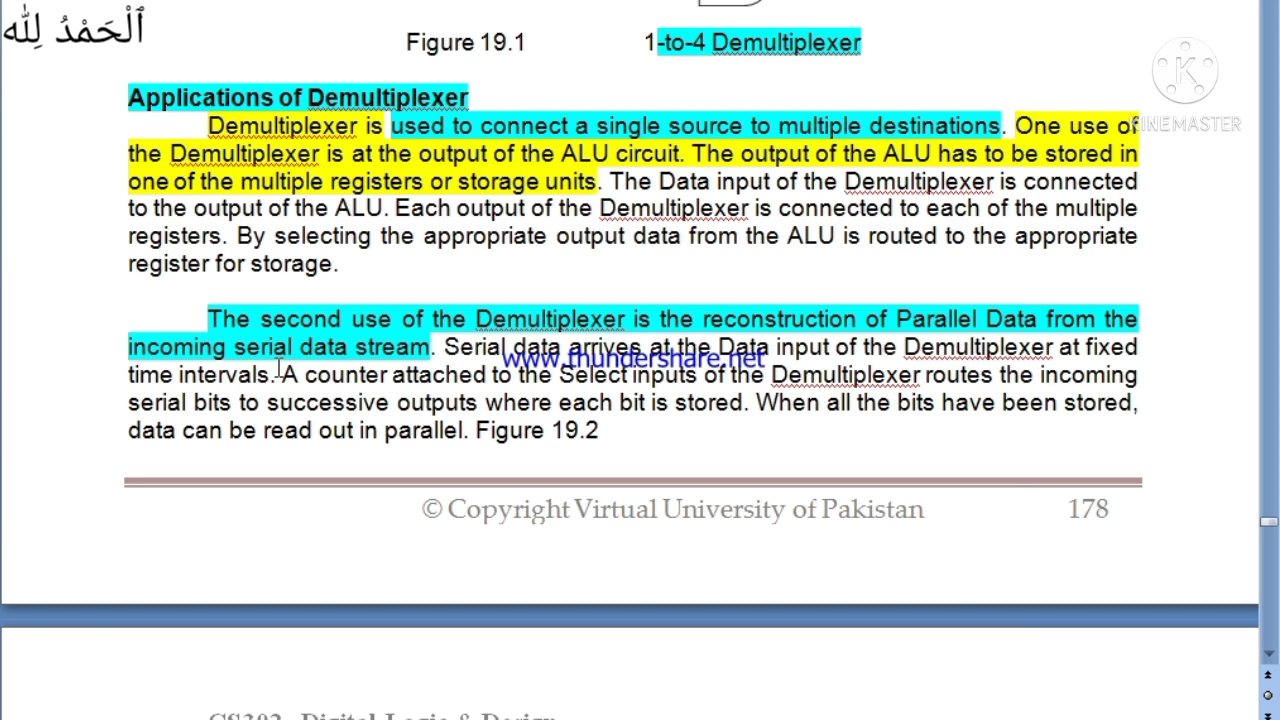 ٱلْحَمْدُ لِلّٰه
Figure 19.1 1-to-4 Demultiplexer
KINEMASTER
Applications of Demultiplexer
Demultiplexer is used to connect a single source to multiple destinations. One use of
the Demultiplexer is at the output of the ALU circuit. The output of the ALU has to be stored in
one of the multiple registers or storage units. The Data input of the Demultiplexer is connected
to the output of the ALU. Each output of the Demultiplexer is connected to each of the multiple
registers. By selecting the appropriate output data from the ALU is routed to the appropriate
register for storage.
The second use of the Demultiplexer is the reconstruction of Parallel Data from the
incoming serial data stream. Serial data arrives at the Data input of the Demultiplexer at fixed
www.thundershare.net
time intervals. A counter attached to the Select inputs of the Demultiplexer routes the incoming
serial bits to successive outputs where each bit is stored. When all the bits have been stored,
data can be read out in parallel. Figure 19.2
© Copyright Virtual University of Pakistan 178
CS302 - Digital Logic & Design